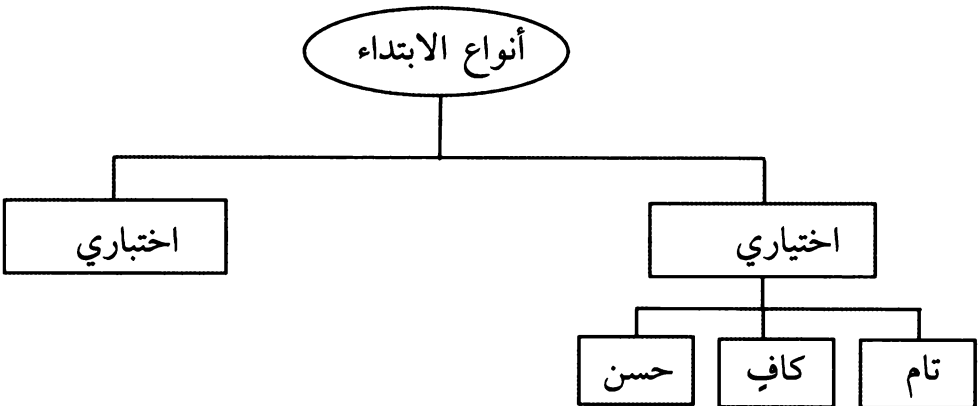 أنواع الابتداء
اختياري
اختباري
تام
كافٍ
حسن